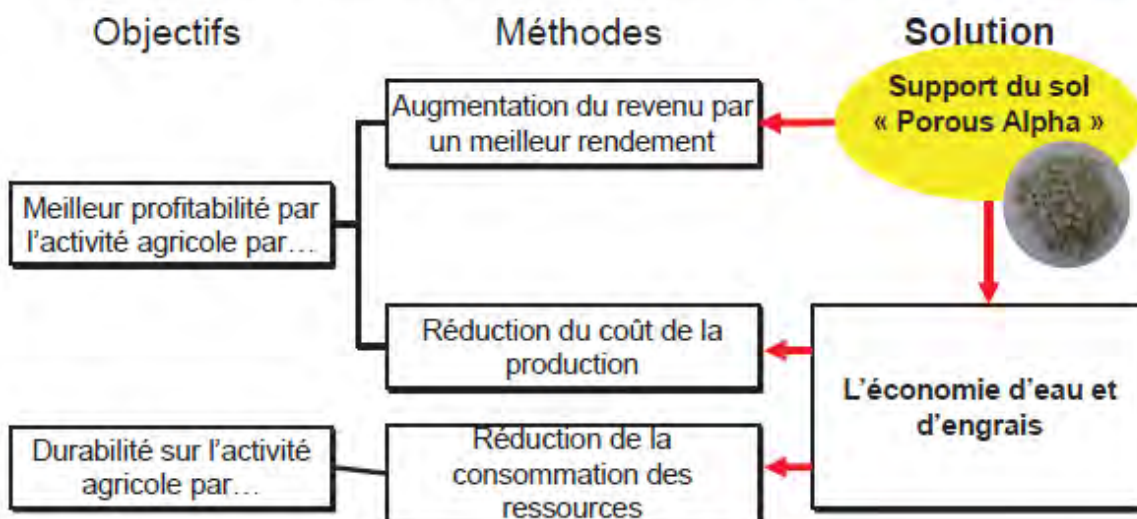 Objectifs
Méthodes
Solution
Support du sol
« Porous Alpha »
Augmentation du revenu par
un meilleur rendement
Meilleur profitabilité par
l'activité agricole par…
Réduction du coût de la
production
L'économie d'eau et
d'engrais
Durabilité sur l'activité
agricole par…
Réduction de la
consommation des
ressources